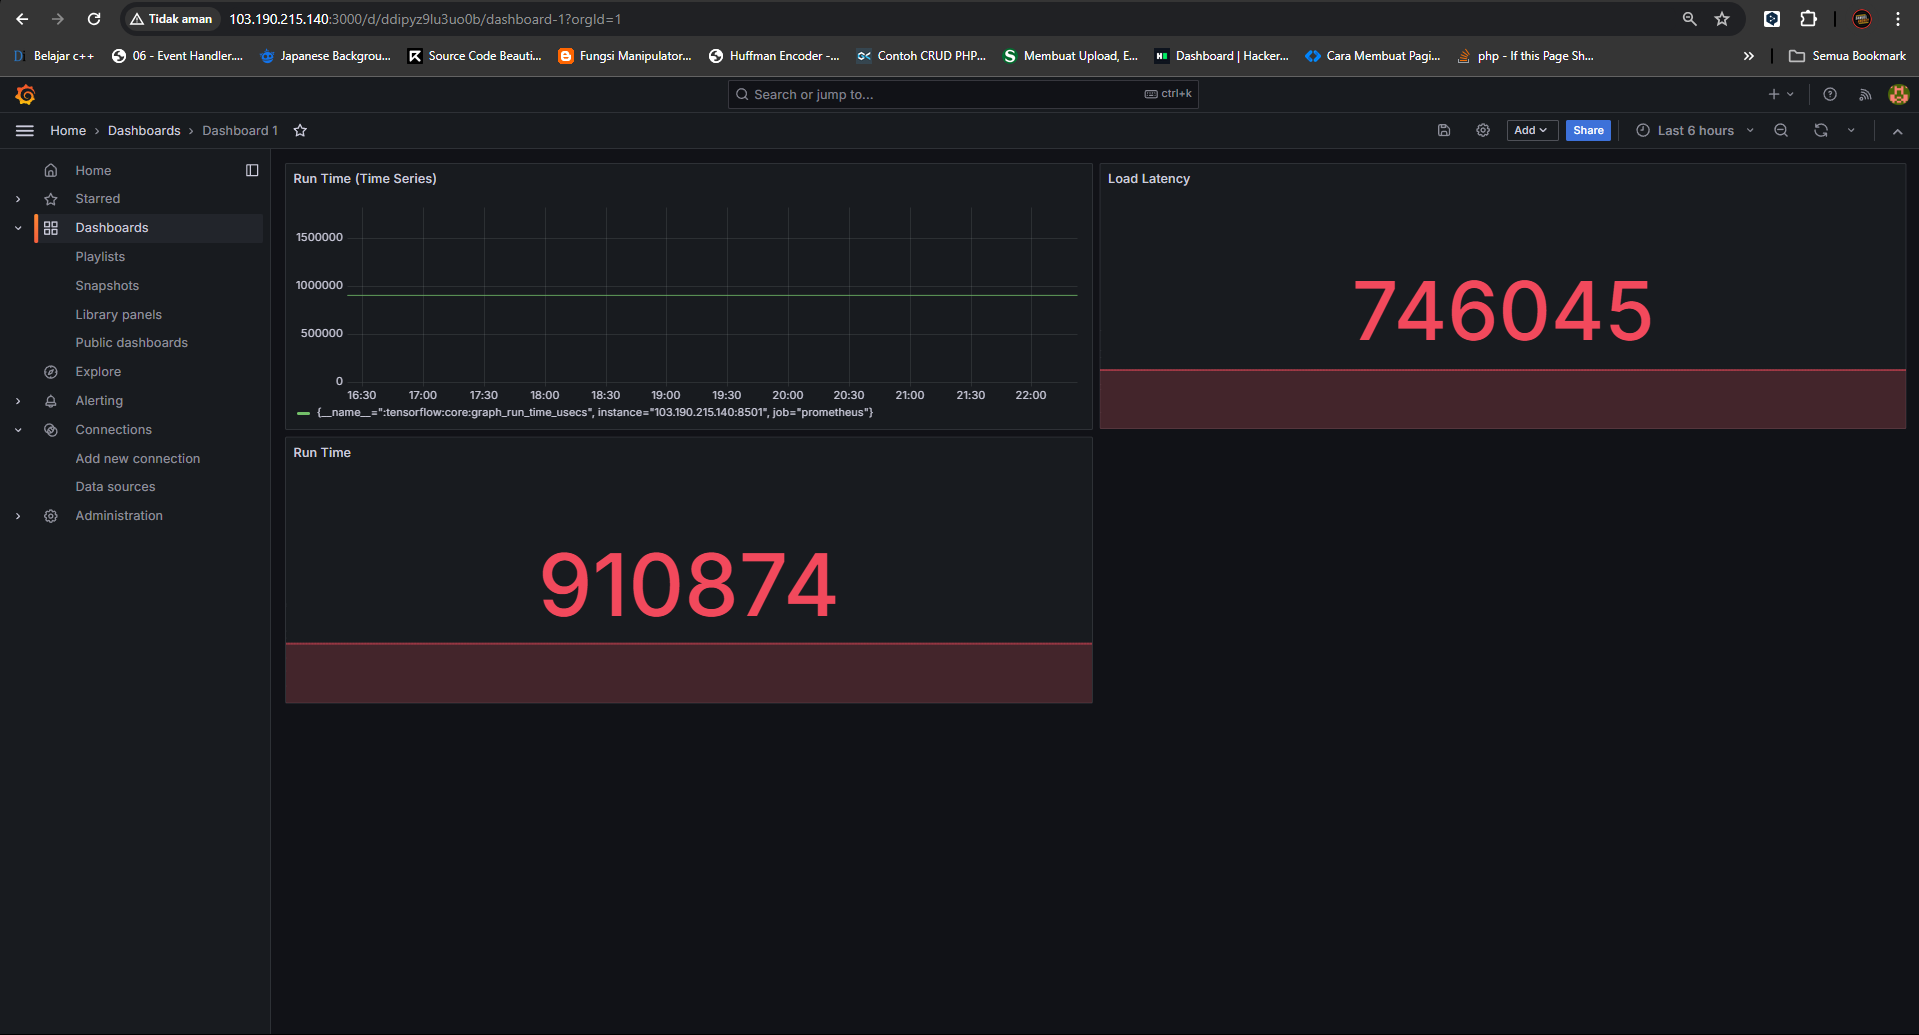 Tidak aman 103.190.215.140:3000/d/ddipyz9lu3uo0b/dashboard-1?orgId=1
Belajar c++ 06 - Event Handler.... Japanese Backgrou... Source Code Beauti... Fungsi Manipulator... Huffman Encoder -... Contoh CRUD PHP... Membuat Upload, E... Dashboard | Hacker... Cara Membuat Pagi... php - If this Page Sh... » Semua Bookmark
Search or jump to... ctrl+k
Home › Dashboards › Dashboard 1 Add Share Last 6 hours
Home
Starred
Dashboards
Playlists
Snapshots
Library panels
Public dashboards
Explore
Alerting
Connections
Add new connection
Data sources
Administration
Run Time (Time Series)
1500000
1000000
500000
0
16:30 17:00 17:30 18:00 18:30 19:00 19:30 20:00 20:30 21:00 21:30 22:00
{__name__=":tensorflow:core:graph_run_time_usecs", instance="103.190.215.140:8501", job="prometheus"}
Load Latency
746045
Run Time
910874